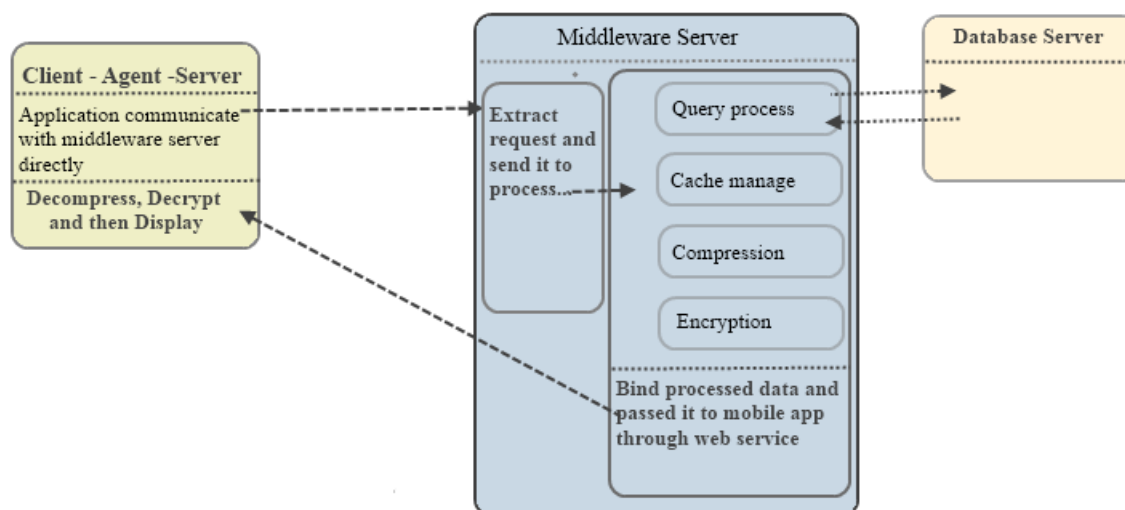 Client - Agent -Server
Application communicate
with middleware server
directly
Decompress, Decrypt
and then Display
Middleware Server
Extract
request and
send it to
process...
Query process
Cache manage
Compression
Encryption
Bind processed data and
passed it to mobile app
through web service
Database Server